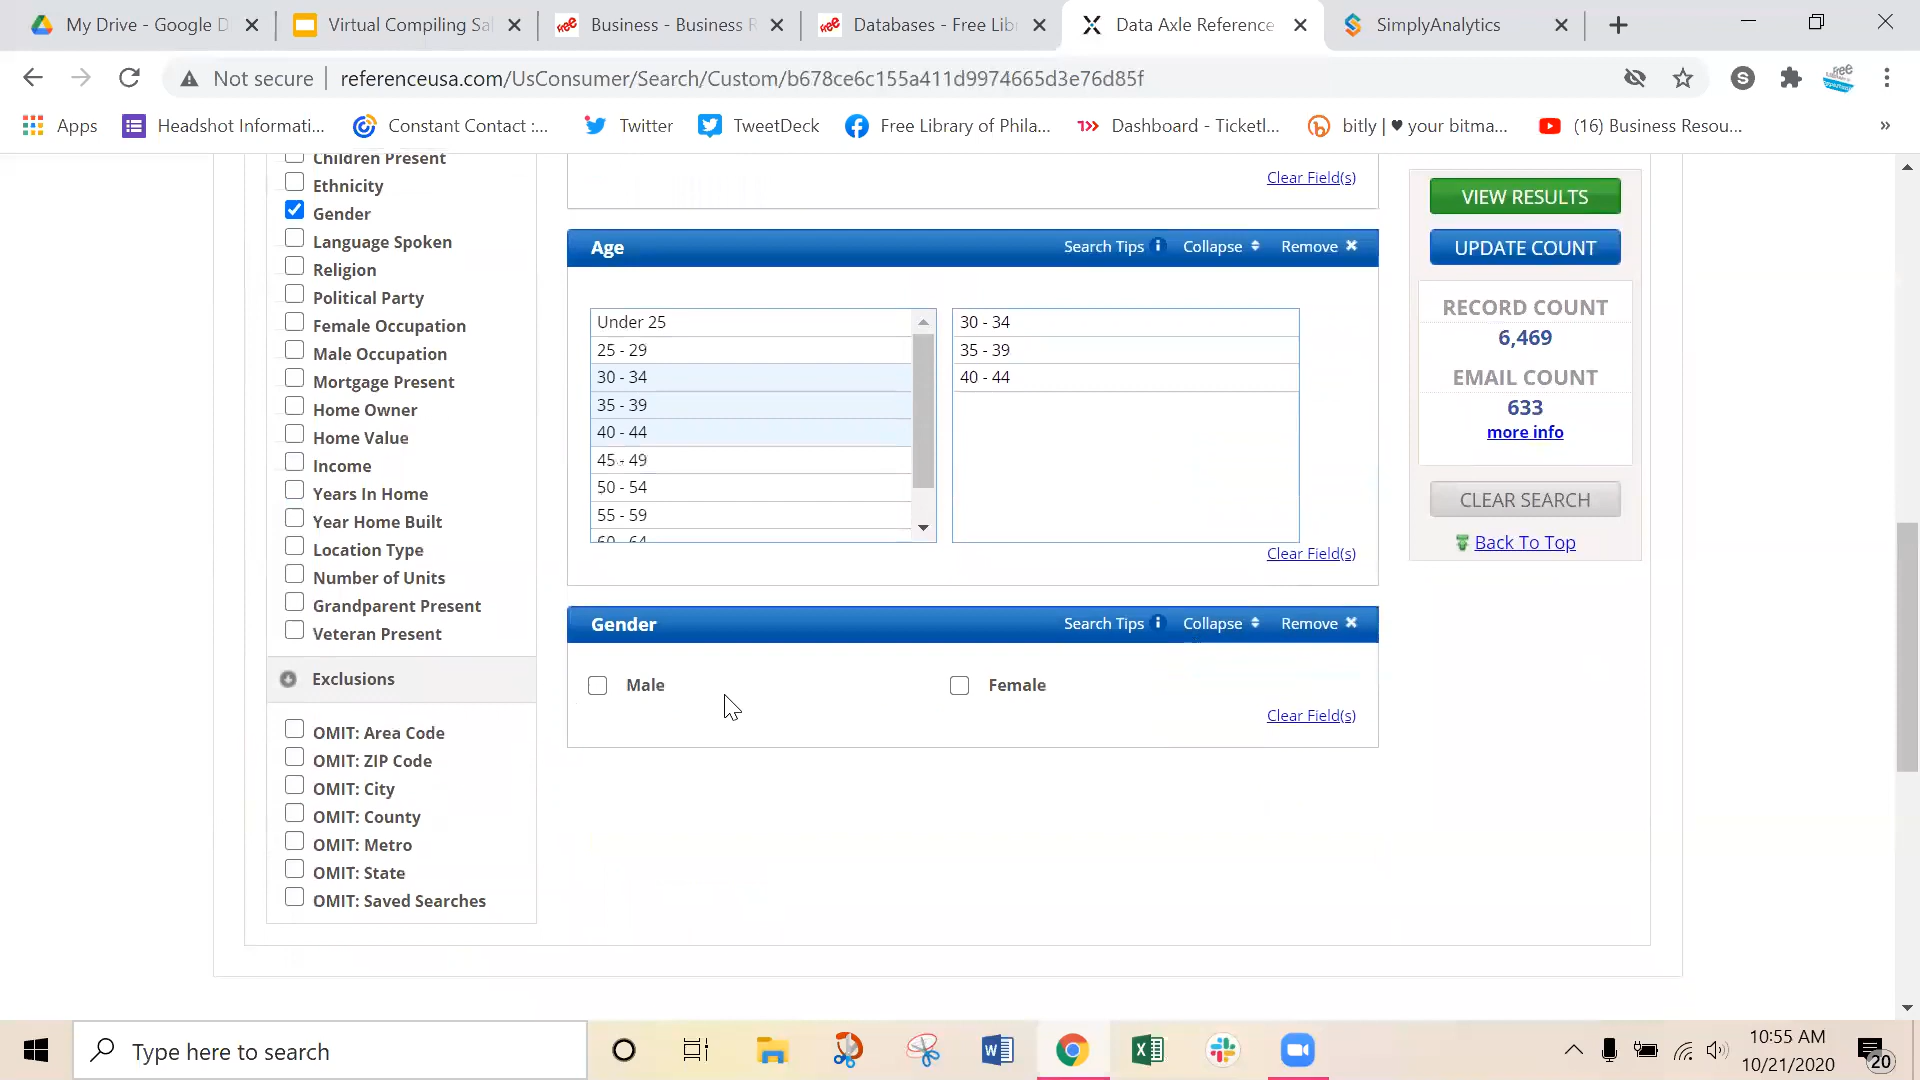 My Drive - Google D
Virtual Compiling Sal
Business - Business R
Databases - Free Libr
Data Axle Reference
SimplyAnalytics
Not secure
referenceusa.com/UsConsumer/Search/Custom/b678ce6c155a411d9974665d3e76d85f
Apps
Headshot Informati...
Constant Contact :...
Twitter
TweetDeck
Free Library of Phila...
Dashboard - Ticketl...
bitly | ♥ your bitma...
(16) Business Resou...
»
Children Present
Ethnicity
Gender
Language Spoken
Religion
Political Party
Female Occupation
Male Occupation
Mortgage Present
Home Owner
Home Value
Income
Years In Home
Year Home Built
Location Type
Number of Units
Grandparent Present
Veteran Present
Exclusions
OMIT: Area Code
OMIT: ZIP Code
OMIT: City
OMIT: County
OMIT: Metro
OMIT: State
OMIT: Saved Searches
Clear Field(s)
Age
Search Tips
Collapse
Remove
Under 25
25 - 29
30 - 34
35 - 39
40 - 44
45 - 49
50 - 54
55 - 59
60 - 64
30 - 34
35 - 39
40 - 44
Clear Field(s)
Gender
Search Tips
Collapse
Remove
Male
Female
Clear Field(s)
VIEW RESULTS
UPDATE COUNT
RECORD COUNT
6,469
EMAIL COUNT
633
more info
CLEAR SEARCH
Back To Top
Type here to search
10:55 AM
10/21/2020
20